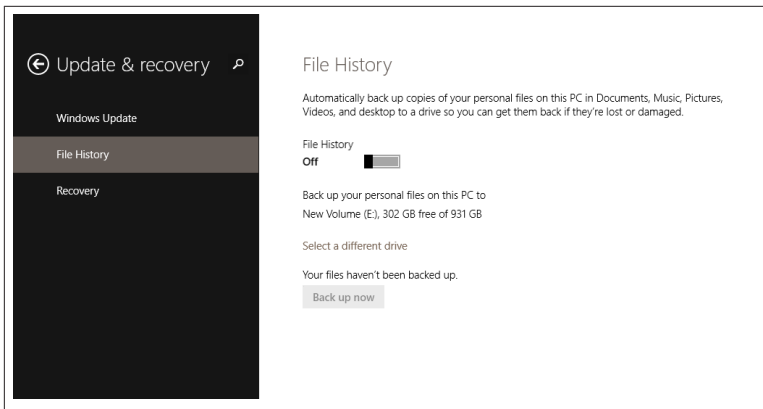 Update & recovery
Windows Update
File History
Recovery
File History
Automatically back up copies of your personal files on this PC in Documents, Music, Pictures,
Videos, and desktop to a drive so you can get them back if they're lost or damaged.
File History
Off
Back up your personal files on this PC to
New Volume (E:), 302 GB free of 931 GB
Select a different drive
Your files haven't been backed up.
Back up now